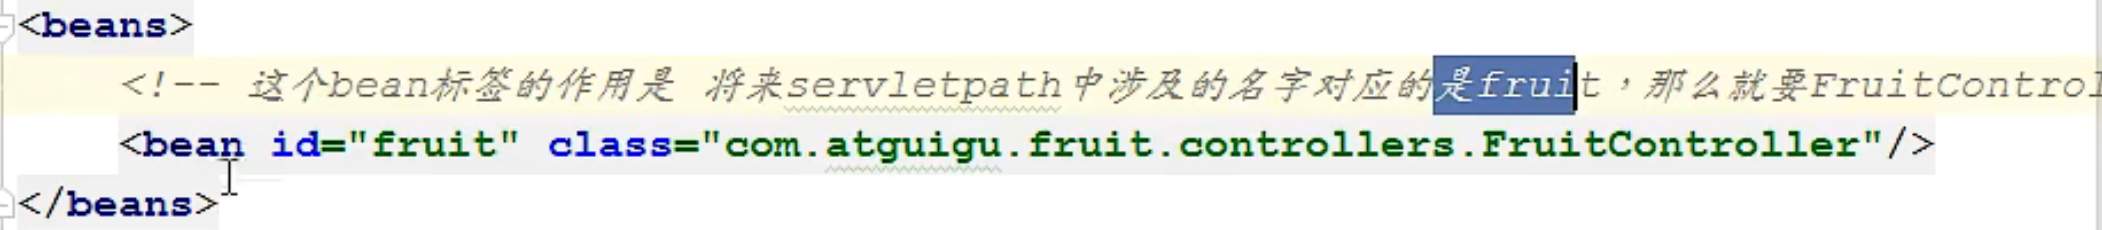 <beans>
<!-- 这个bean标签的作用是 将来servletpath中涉及的名字对应的是fruit，那么就要FruitControl
<bean id="fruit" class="com.atguigu.fruit.controllers.FruitController"/>
</beans>